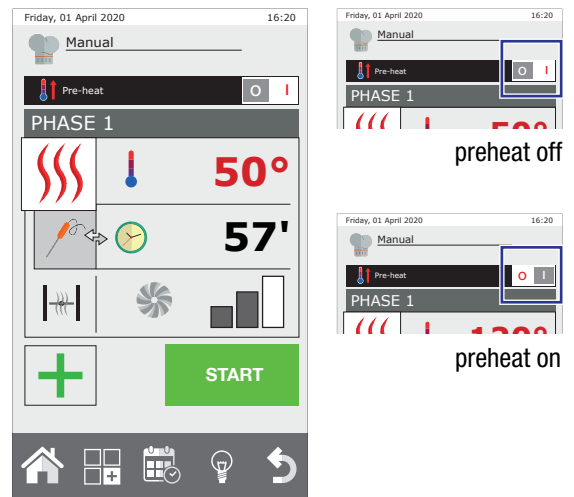 Friday, 01 April 2020 16:20
Manual
Pre-heat O I
PHASE 1
50°
57'
START
Friday, 01 April 2020 16:20
Manual
Pre-heat O I
PHASE 1
50°
preheat off
Friday, 01 April 2020 16:20
Manual
Pre-heat O I
PHASE 1
120°
preheat on